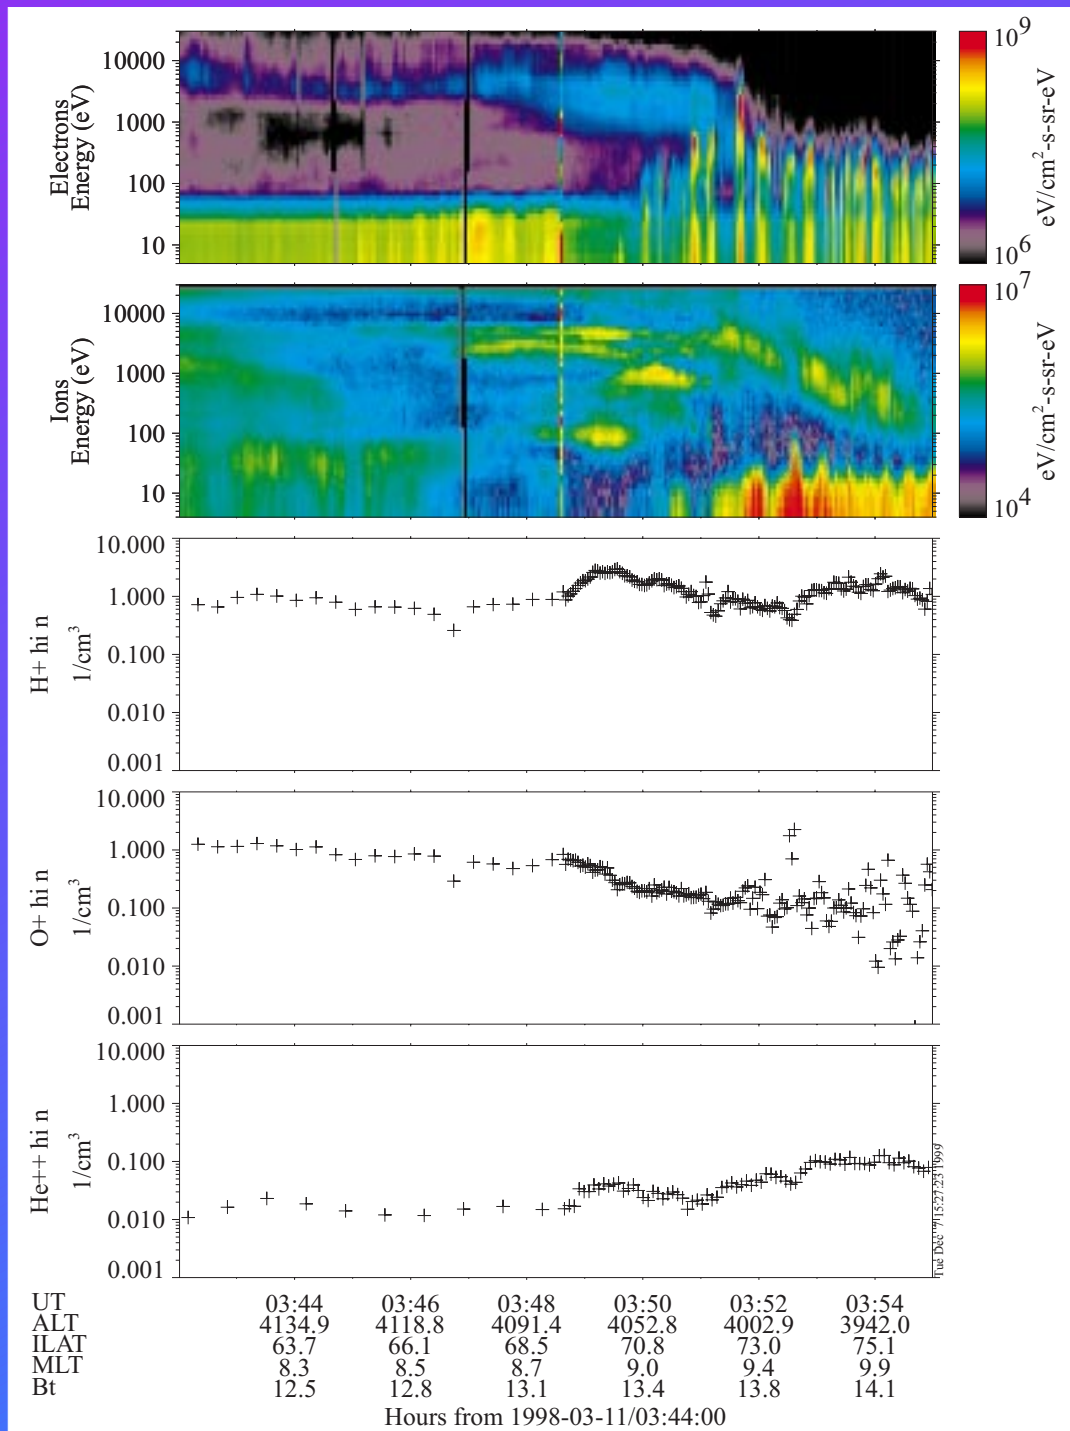 10000
1000
100
10
Electrons
Energy (eV)
10^9
10^6
eV/cm^2-s-sr-eV
10000
1000
100
10
Ions
Energy (eV)
10^7
10^4
eV/cm^2-s-sr-eV
10.000
1.000
0.100
0.010
0.001
H+ hi n
1/cm^3
10.000
1.000
0.100
0.010
0.001
O+ hi n
1/cm^3
10.000
1.000
0.100
0.010
0.001
He++ hi n
1/cm^3
Tue Dec 7 15:27:23 1999
UT 03:44 03:46 03:48 03:50 03:52 03:54
ALT 4134.9 4118.8 4091.4 4052.8 4002.9 3942.0
ILAT 63.7 66.1 68.5 70.8 73.0 75.1
MLT 8.3 8.5 8.7 9.0 9.4 9.9
Bt 12.5 12.8 13.1 13.4 13.8 14.1
Hours from 1998-03-11/03:44:00